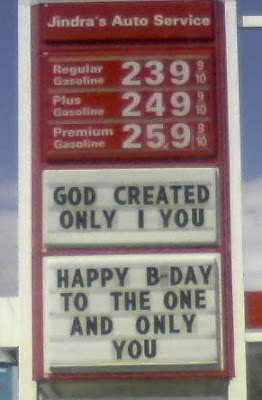 Jindra's Auto Service
Regular Gasoline 239 9/10
Plus Gasoline 249 9/10
Premium Gasoline 259 9/10
GOD CREATED
ONLY 1 YOU
HAPPY B-DAY
TO THE ONE
AND ONLY
YOU